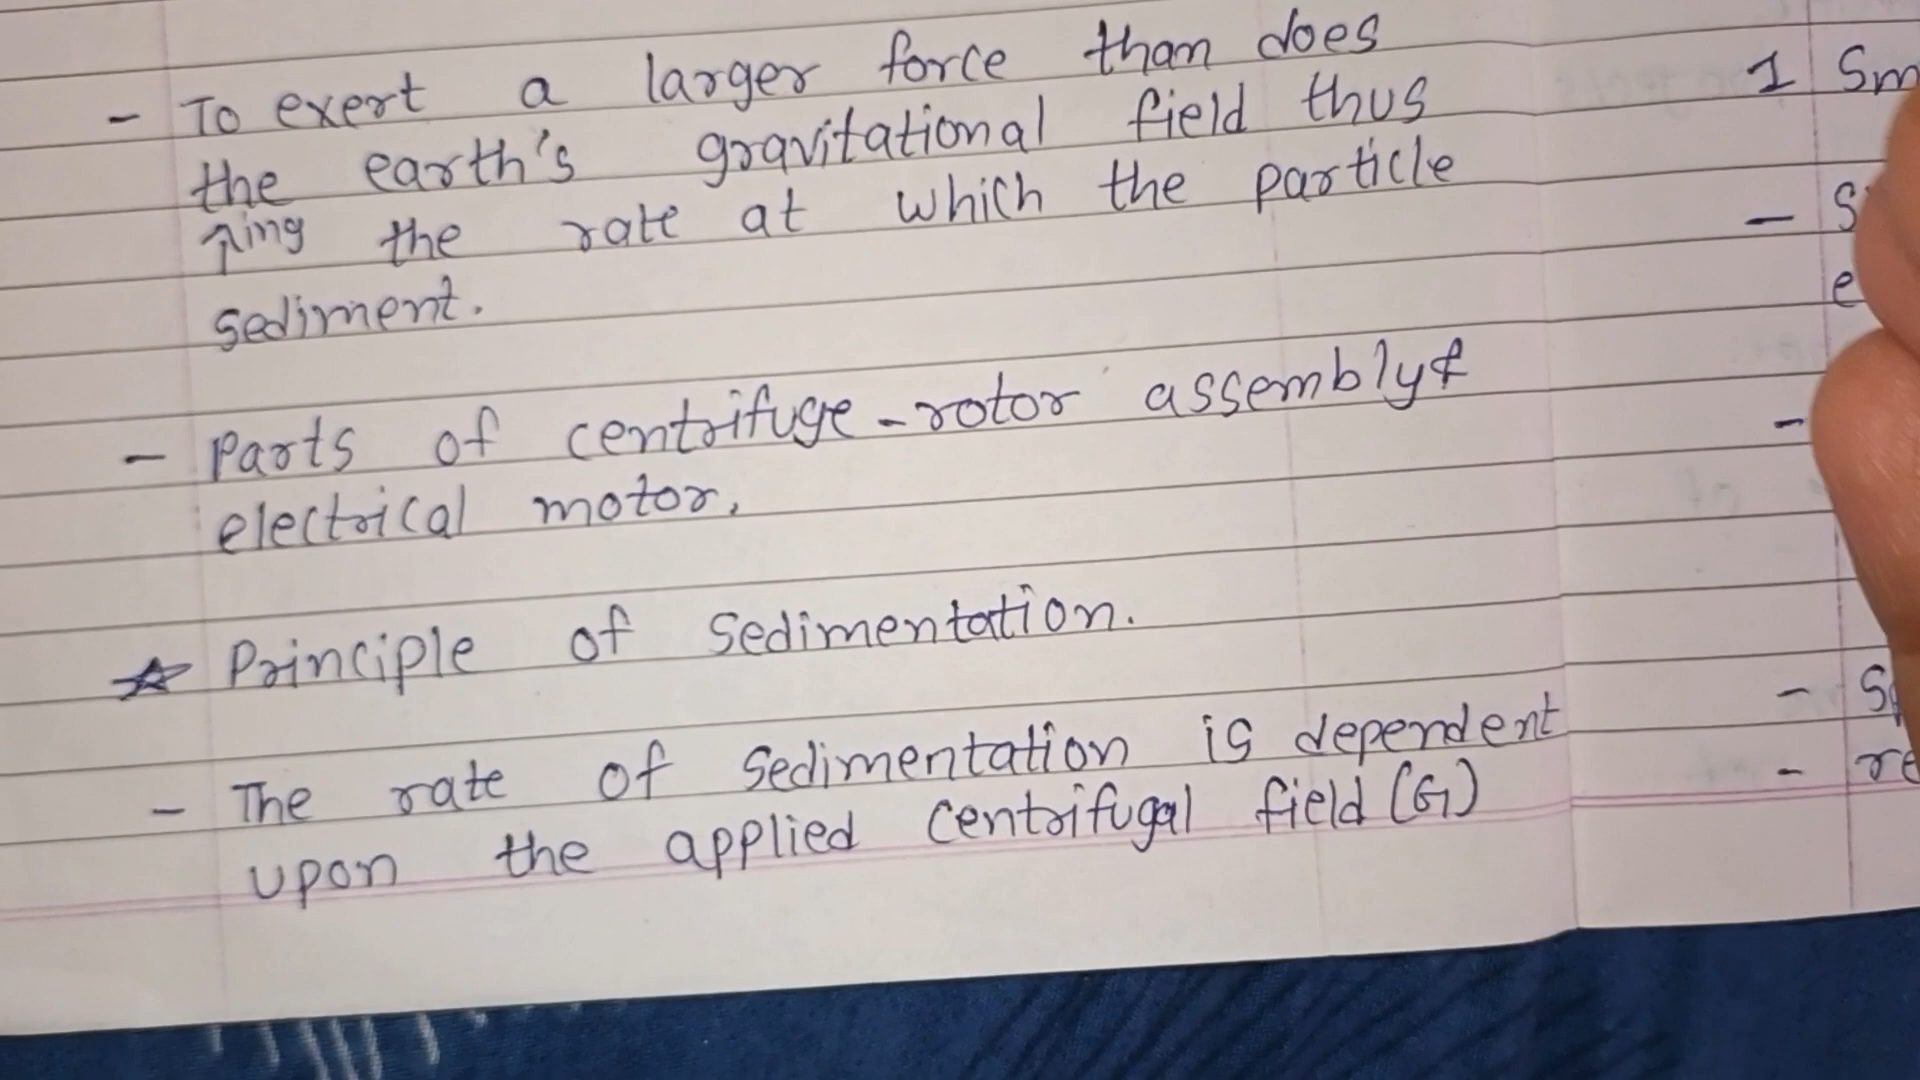 - To exert a larger force than does
the earth's gravitational field thus
↑ing the rate at which the particle
sediment.
- Parts of centrifuge - rotor assembly &
electrical motor.
☆ Principle of Sedimentation.
- The rate of Sedimentation is dependent
upon the applied centrifugal field (G)
1